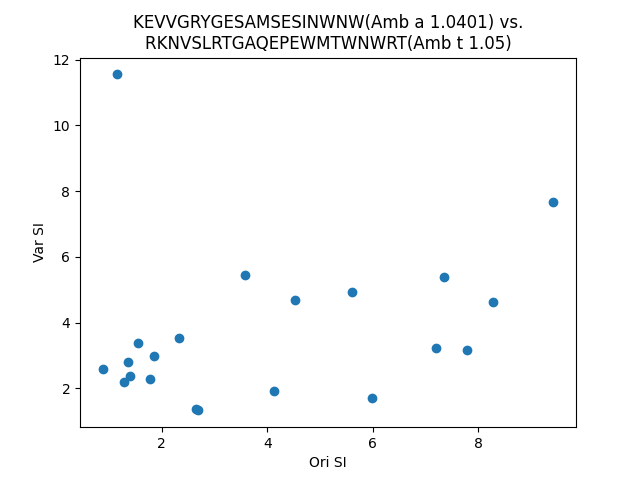 KEVVGRYGESAMSESINWNW(Amb a 1.0401) vs.
RKNVSLRTGAQEPEWMTWNWRT(Amb t 1.05)
12
10
8
6
4
2
Var SI
2 4 6 8
Ori SI